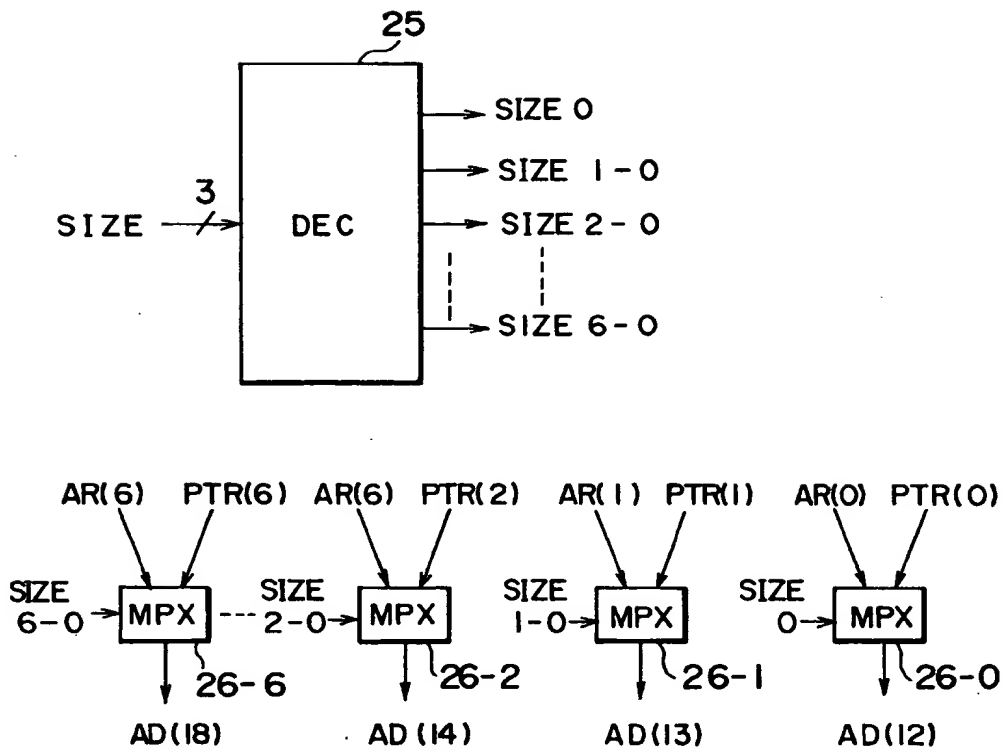 25
SIZE 0
SIZE 1-0
SIZE 3 DEC SIZE 2-0
SIZE 6-0
AR(6) PTR(6) AR(6) PTR(2) AR(1) PTR(1) AR(0) PTR(0)
SIZE 6-0 MPX SIZE 2-0 MPX SIZE 1-0 MPX SIZE 0 MPX
26-6 26-2 26-1 26-0
AD(18) AD(14) AD(13) AD(12)